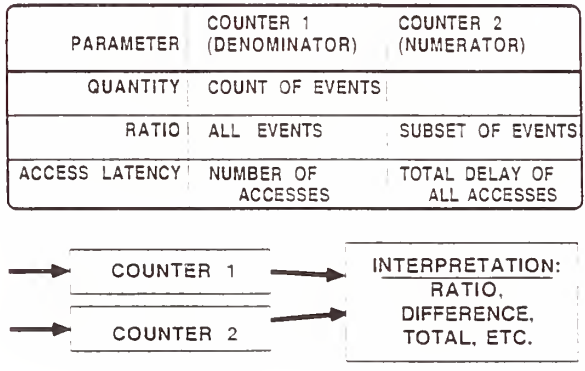 PARAMETER COUNTER 1 (DENOMINATOR) COUNTER 2 (NUMERATOR)
QUANTITY COUNT OF EVENTS
RATIO ALL EVENTS SUBSET OF EVENTS
ACCESS LATENCY NUMBER OF ACCESSES TOTAL DELAY OF ALL ACCESSES
COUNTER 1
COUNTER 2
INTERPRETATION:
RATIO,
DIFFERENCE,
TOTAL, ETC.